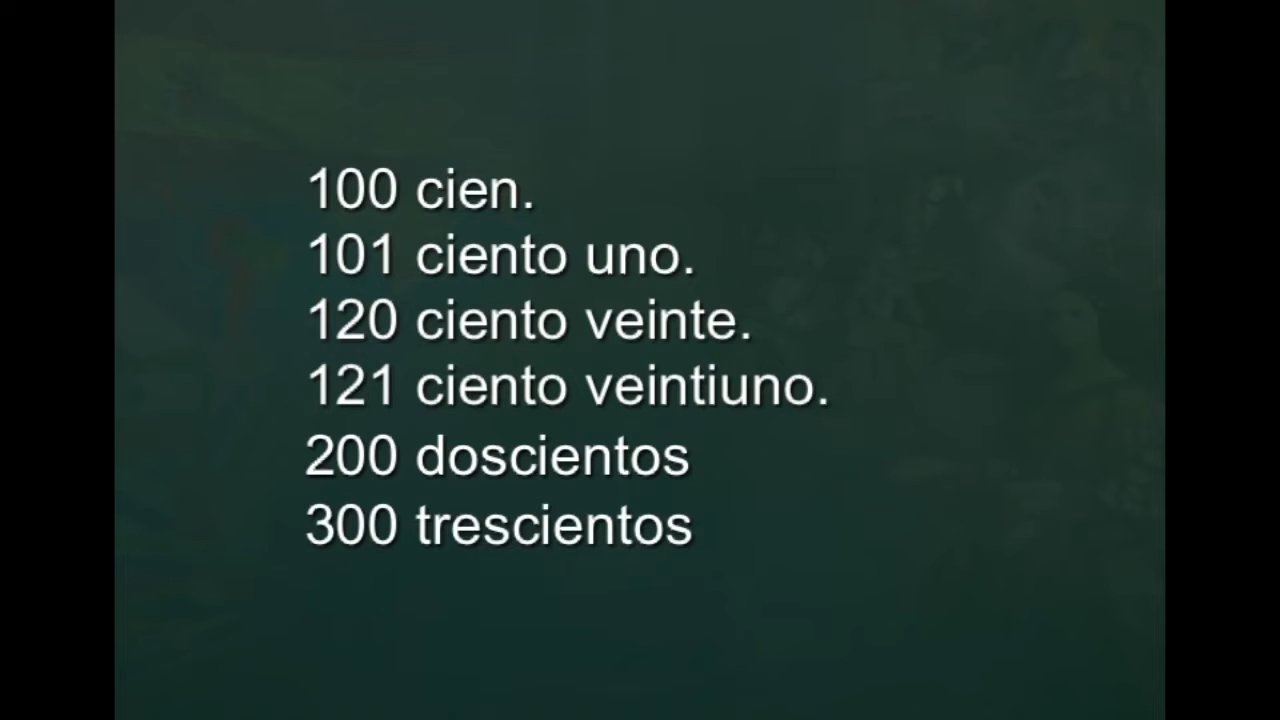 100 cien.
101 ciento uno.
120 ciento veinte.
121 ciento veintiuno.
200 doscientos
300 trescientos